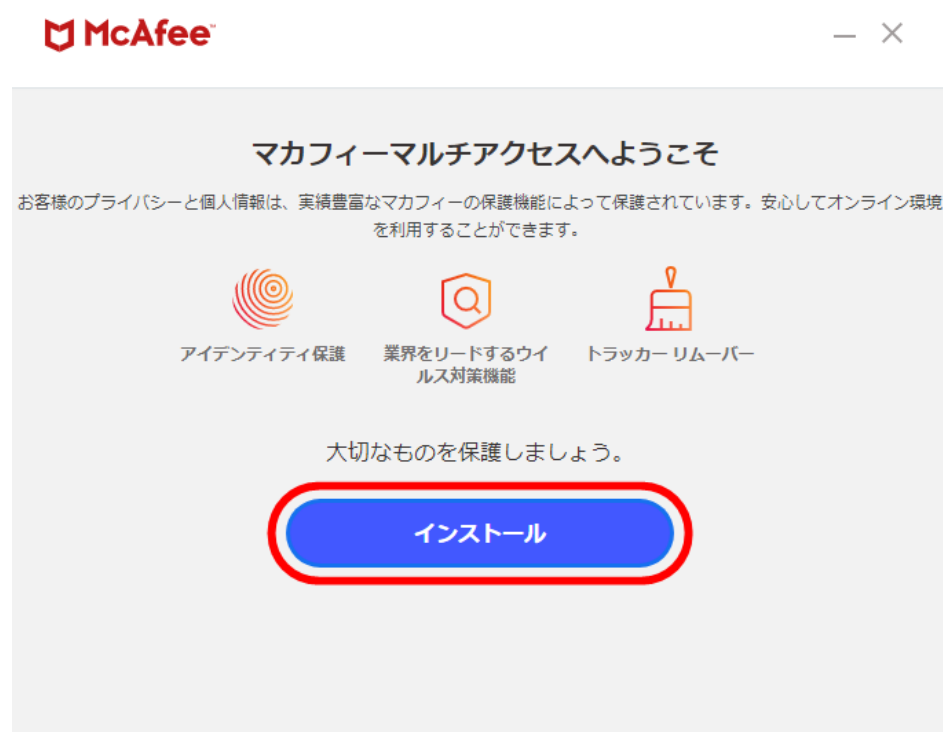 McAfee™
マカフィーマルチアクセスへようこそ
お客様のプライバシーと個人情報は、実績豊富なマカフィーの保護機能によって保護されています。安心してオンライン環境
を利用することができます。
アイデンティティ保護
業界をリードするウイ
ルス対策機能
トラッカー リムーバー
大切なものを保護しましょう。
インストール